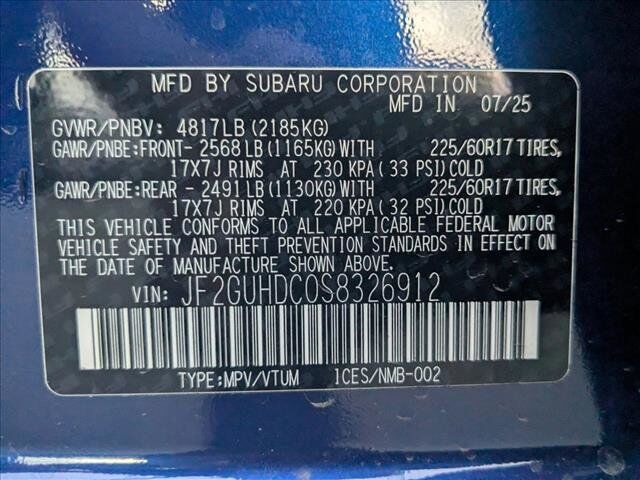 MFD BY SUBARU CORPORATION
MFD IN 07/25
GVWR/PNBV: 4817LB (2185KG)
GAWR/PNBE:FRONT- 2568 LB (1165KG)WITH 225/60R17 TIRES,
17X7J RIMS AT 230 KPA (33 PSI) COLD
GAWR/PNBE:REAR - 2491 LB (1130KG)WITH 225/60R17 TIRES,
17X7J RIMS AT 220 KPA (32 PSI) COLD
THIS VEHICLE CONFORMS TO ALL APPLICABLE FEDERAL MOTOR
VEHICLE SAFETY AND THEFT PREVENTION STANDARDS IN EFFECT ON
THE DATE OF MANUFACTURE SHOWN ABOVE.
VIN: JF2GUHDC0S8326912
TYPE:MPV/VTUM ICES/NMB-002